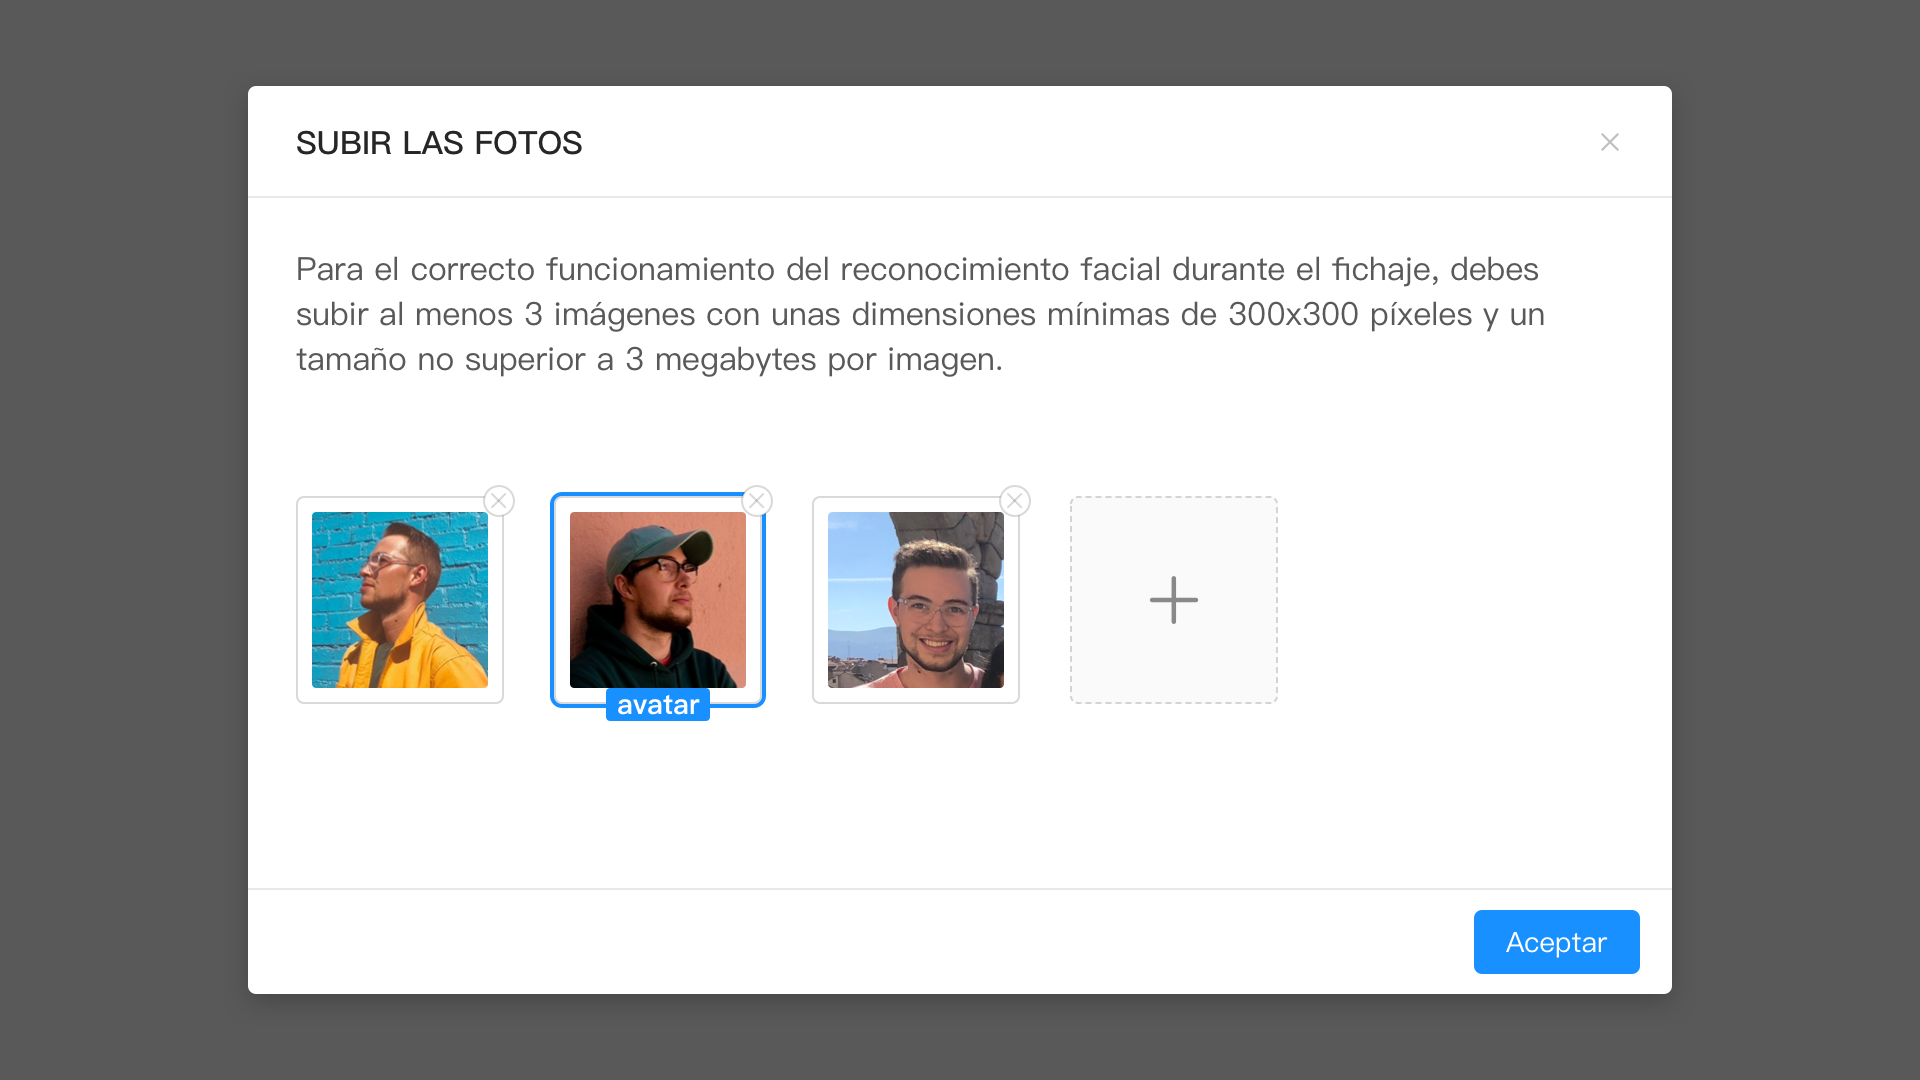 SUBIR LAS FOTOS
Para el correcto funcionamiento del reconocimiento facial durante el fichaje, debes
subir al menos 3 imágenes con unas dimensiones mínimas de 300x300 píxeles y un
tamaño no superior a 3 megabytes por imagen.
avatar
Aceptar